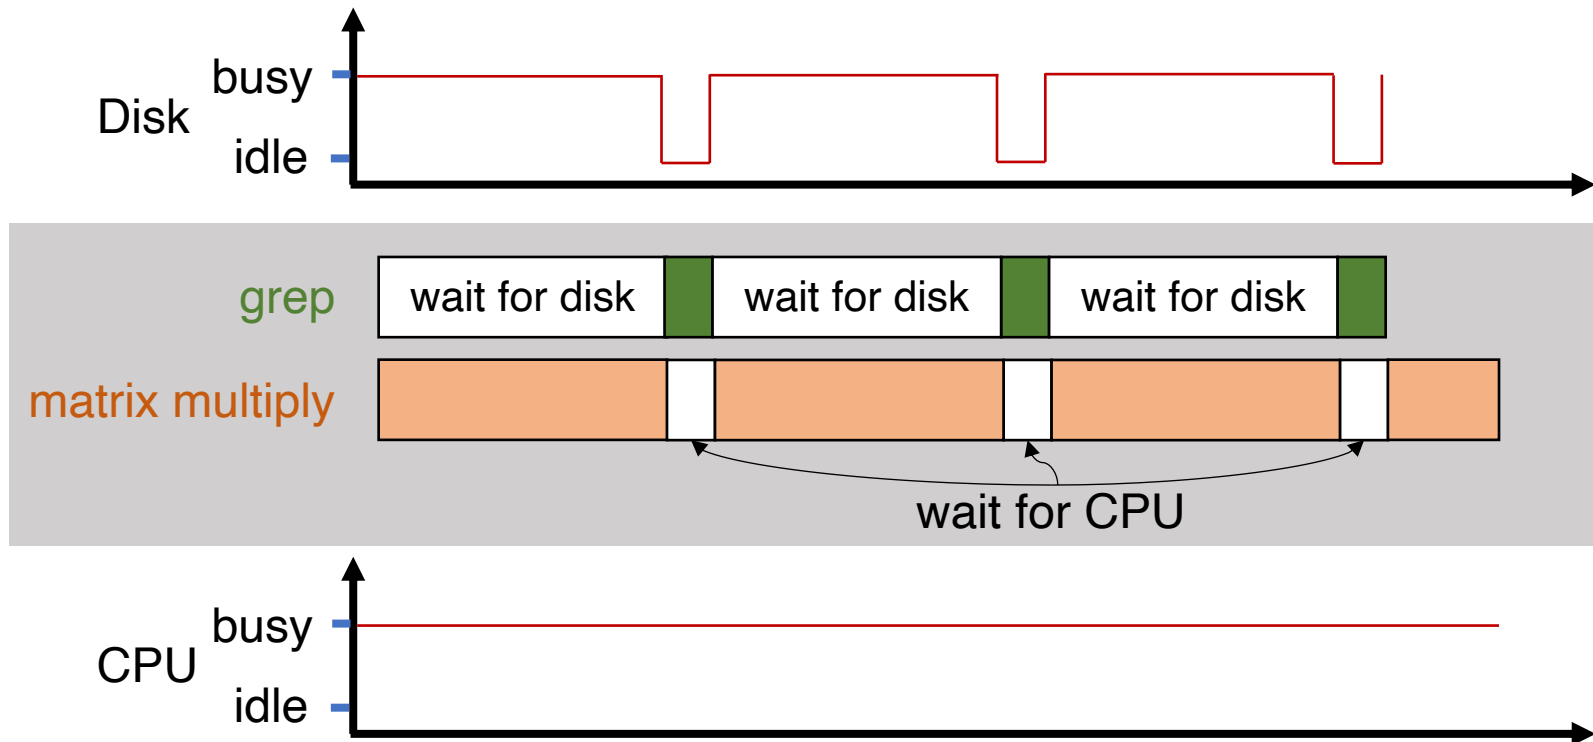 busy
Disk
idle
grep
wait for disk
wait for disk
wait for disk
matrix multiply
wait for CPU
busy
CPU
idle